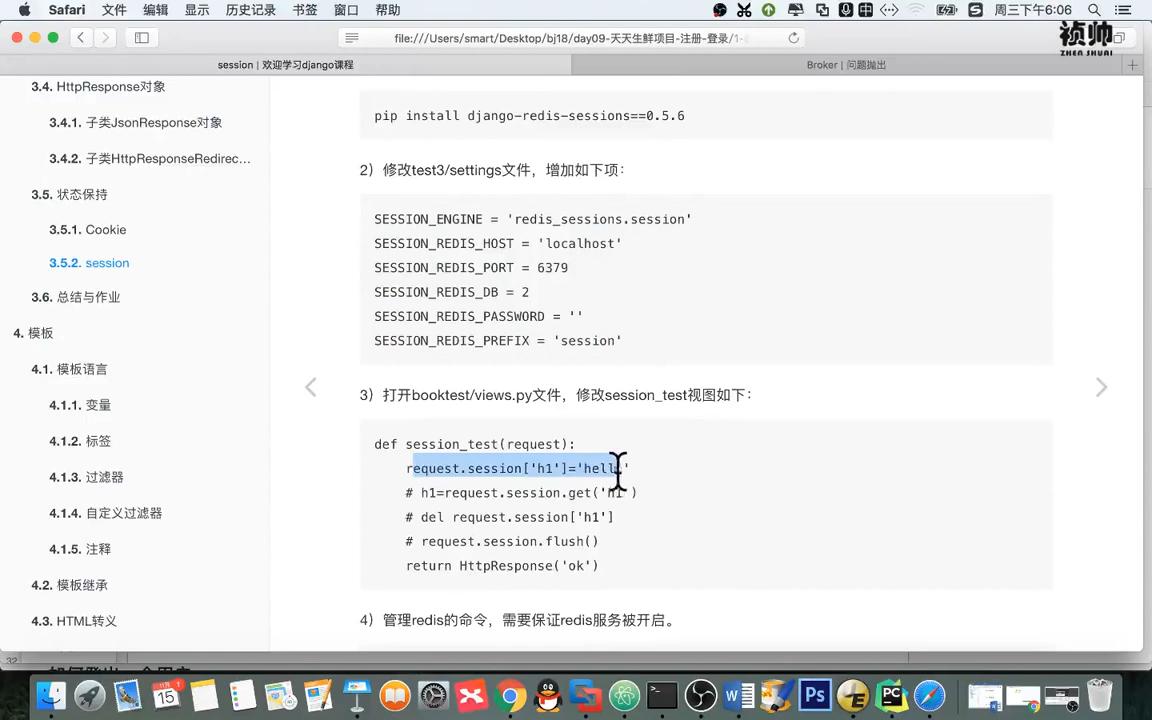 Safari 文件 编辑 显示 历史记录 书签 窗口 帮助 周三下午6:06
file:///Users/smart/Desktop/bj18/day09-天天生鲜项目-注册-登录/1-
祯帅
ZHEN SHUAI
session | 欢迎学习django课程
Broker | 问题抛出
3.4. HttpResponse对象
3.4.1. 子类JsonResponse对象
3.4.2. 子类HttpResponseRedirec...
3.5. 状态保持
3.5.1. Cookie
3.5.2. session
3.6. 总结与作业
4. 模板
4.1. 模板语言
4.1.1. 变量
4.1.2. 标签
4.1.3. 过滤器
4.1.4. 自定义过滤器
4.1.5. 注释
4.2. 模板继承
4.3. HTML转义
pip install django-redis-sessions==0.5.6
2）修改test3/settings文件，增加如下项：
SESSION_ENGINE = 'redis_sessions.session'
SESSION_REDIS_HOST = 'localhost'
SESSION_REDIS_PORT = 6379
SESSION_REDIS_DB = 2
SESSION_REDIS_PASSWORD = ''
SESSION_REDIS_PREFIX = 'session'
3）打开booktest/views.py文件，修改session_test视图如下：
def session_test(request):
request.session['h1']='hell
# h1=request.session.get('h1')
# del request.session['h1']
# request.session.flush()
return HttpResponse('ok')
4）管理redis的命令，需要保证redis服务被开启。
32
15
Ps
PC